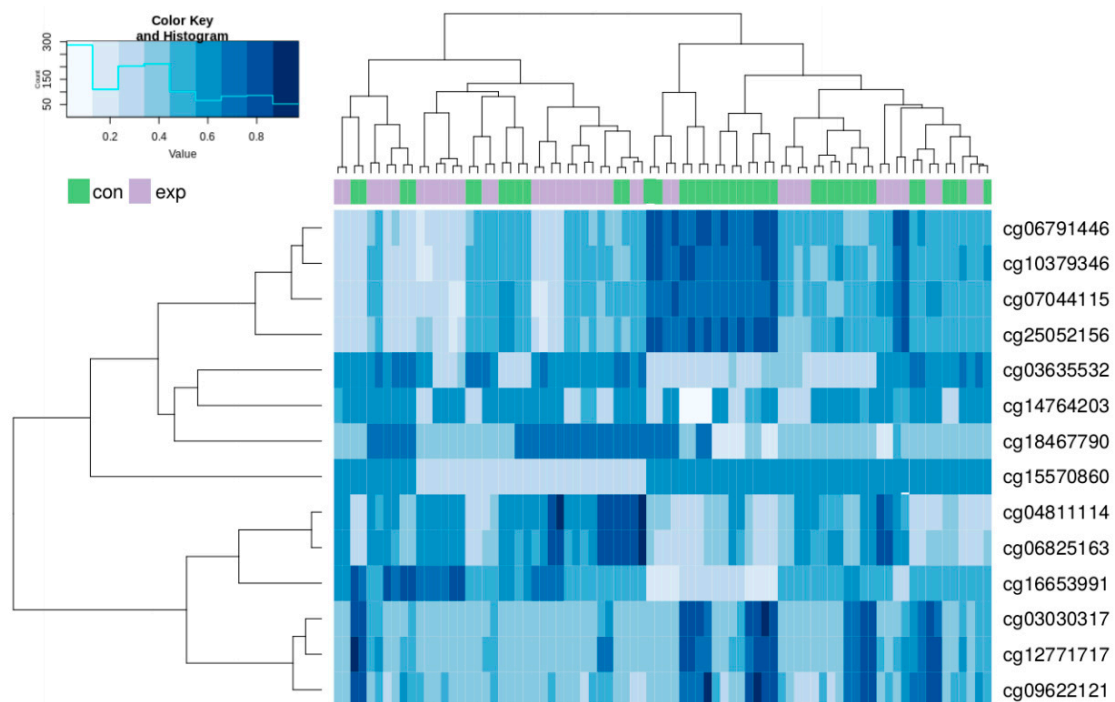 Color Key
and Histogram
Count
50
150
300
0.2 0.4 0.6 0.8
Value
con exp
cg06791446
cg10379346
cg07044115
cg25052156
cg03635532
cg14764203
cg18467790
cg15570860
cg04811114
cg06825163
cg16653991
cg03030317
cg12771717
cg09622121